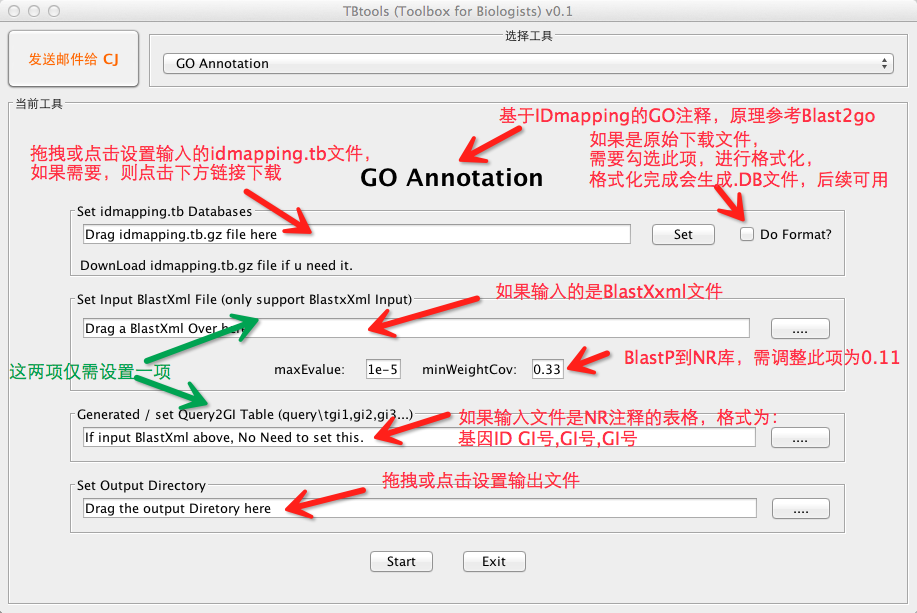 TBtools (Toolbox for Biologists) v0.1
发送邮件给 CJ
选择工具
GO Annotation
当前工具
基于IDmapping的GO注释，原理参考Blast2go
拖拽或点击设置输入的idmapping.tb文件，
如果需要，则点击下方链接下载
如果是原始下载文件，
需要勾选此项，进行格式化，
格式化完成会生成.DB文件，后续可用
GO Annotation
Set idmapping.tb Databases
Drag idmapping.tb.gz file here
Set
Do Format?
DownLoad idmapping.tb.gz file if u need it.
如果输入的是BlastXxml文件
Set Input BlastXml File (only support BlastxXml Input)
Drag a BlastXml Over here
....
这两项仅需设置一项
maxEvalue:
1e-5
minWeightCov:
0.33
BlastP到NR库，需调整此项为0.11
Generated / set Query2GI Table (query\tgi1,gi2,gi3...)
如果输入文件是NR注释的表格，格式为：
基因ID GI号,GI号,GI号
If input BlastXml above, No Need to set this.
....
拖拽或点击设置输出文件
Set Output Directory
Drag the output Diretory here
....
Start
Exit